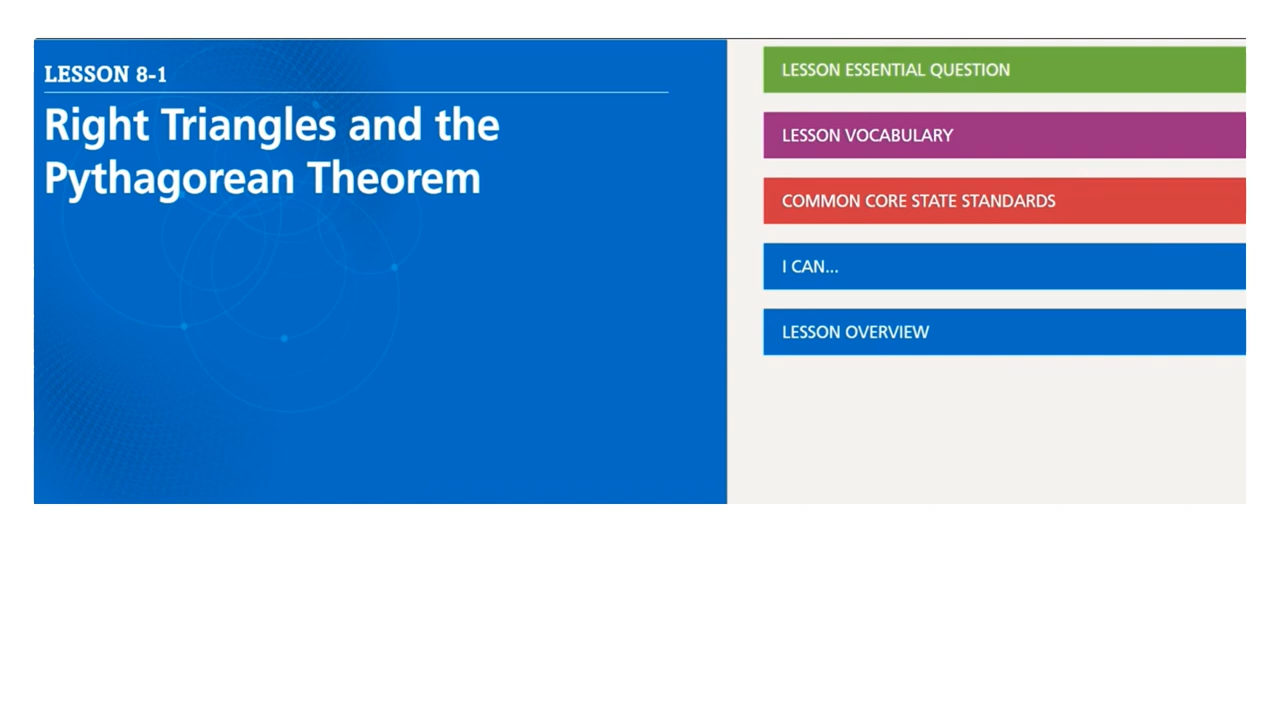 LESSON 8-1
Right Triangles and the
Pythagorean Theorem
LESSON ESSENTIAL QUESTION
LESSON VOCABULARY
COMMON CORE STATE STANDARDS
I CAN...
LESSON OVERVIEW